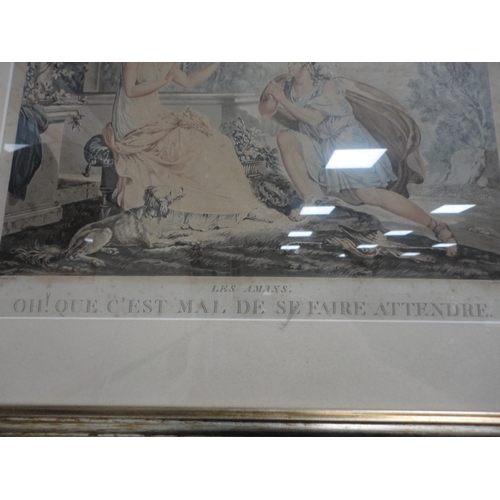 LES AMANS.
OH! QUE C'EST MAL DE SE FAIRE ATTENDRE.